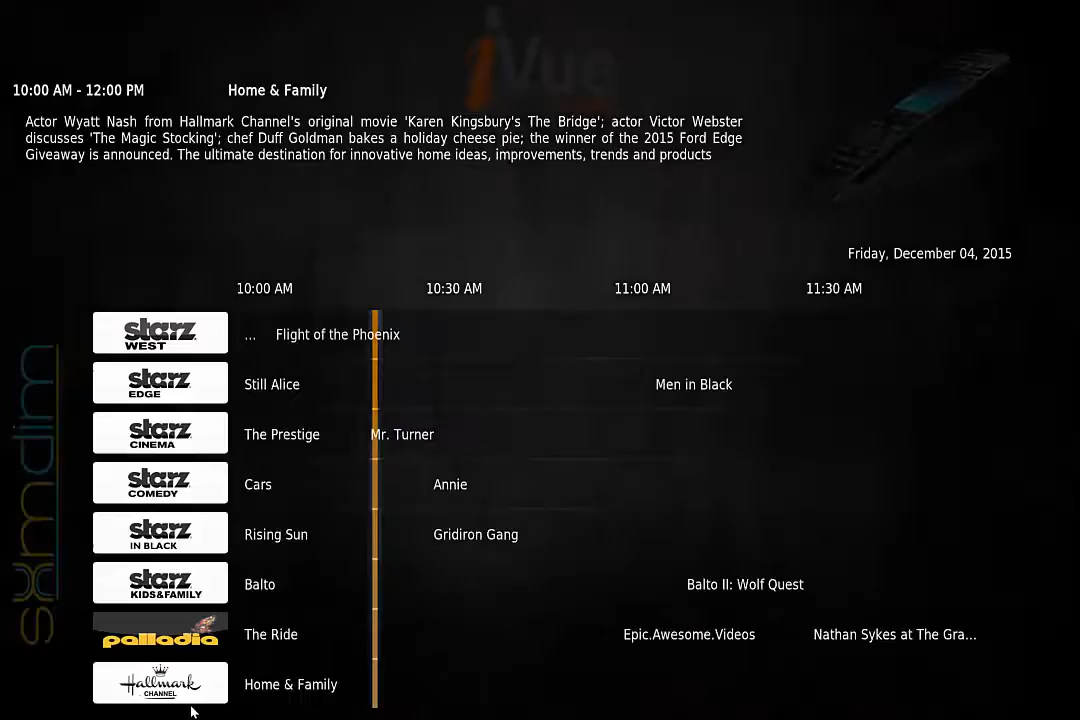 iVue
10:00 AM - 12:00 PM Home & Family
Actor Wyatt Nash from Hallmark Channel's original movie 'Karen Kingsbury's The Bridge'; actor Victor Webster
discusses 'The Magic Stocking'; chef Duff Goldman bakes a holiday cheese pie; the winner of the 2015 Ford Edge
Giveaway is announced. The ultimate destination for innovative home ideas, improvements, trends and products
Friday, December 04, 2015
10:00 AM 10:30 AM 11:00 AM 11:30 AM
starz WEST ... Flight of the Phoenix
starz EDGE Still Alice Men in Black
starz CINEMA The Prestige Mr. Turner
starz COMEDY Cars Annie
starz IN BLACK Rising Sun Gridiron Gang
starz KIDS&FAMILY Balto Balto II: Wolf Quest
palladia The Ride Epic.Awesome.Videos Nathan Sykes at The Gra...
Hallmark CHANNEL Home & Family
sxmdim